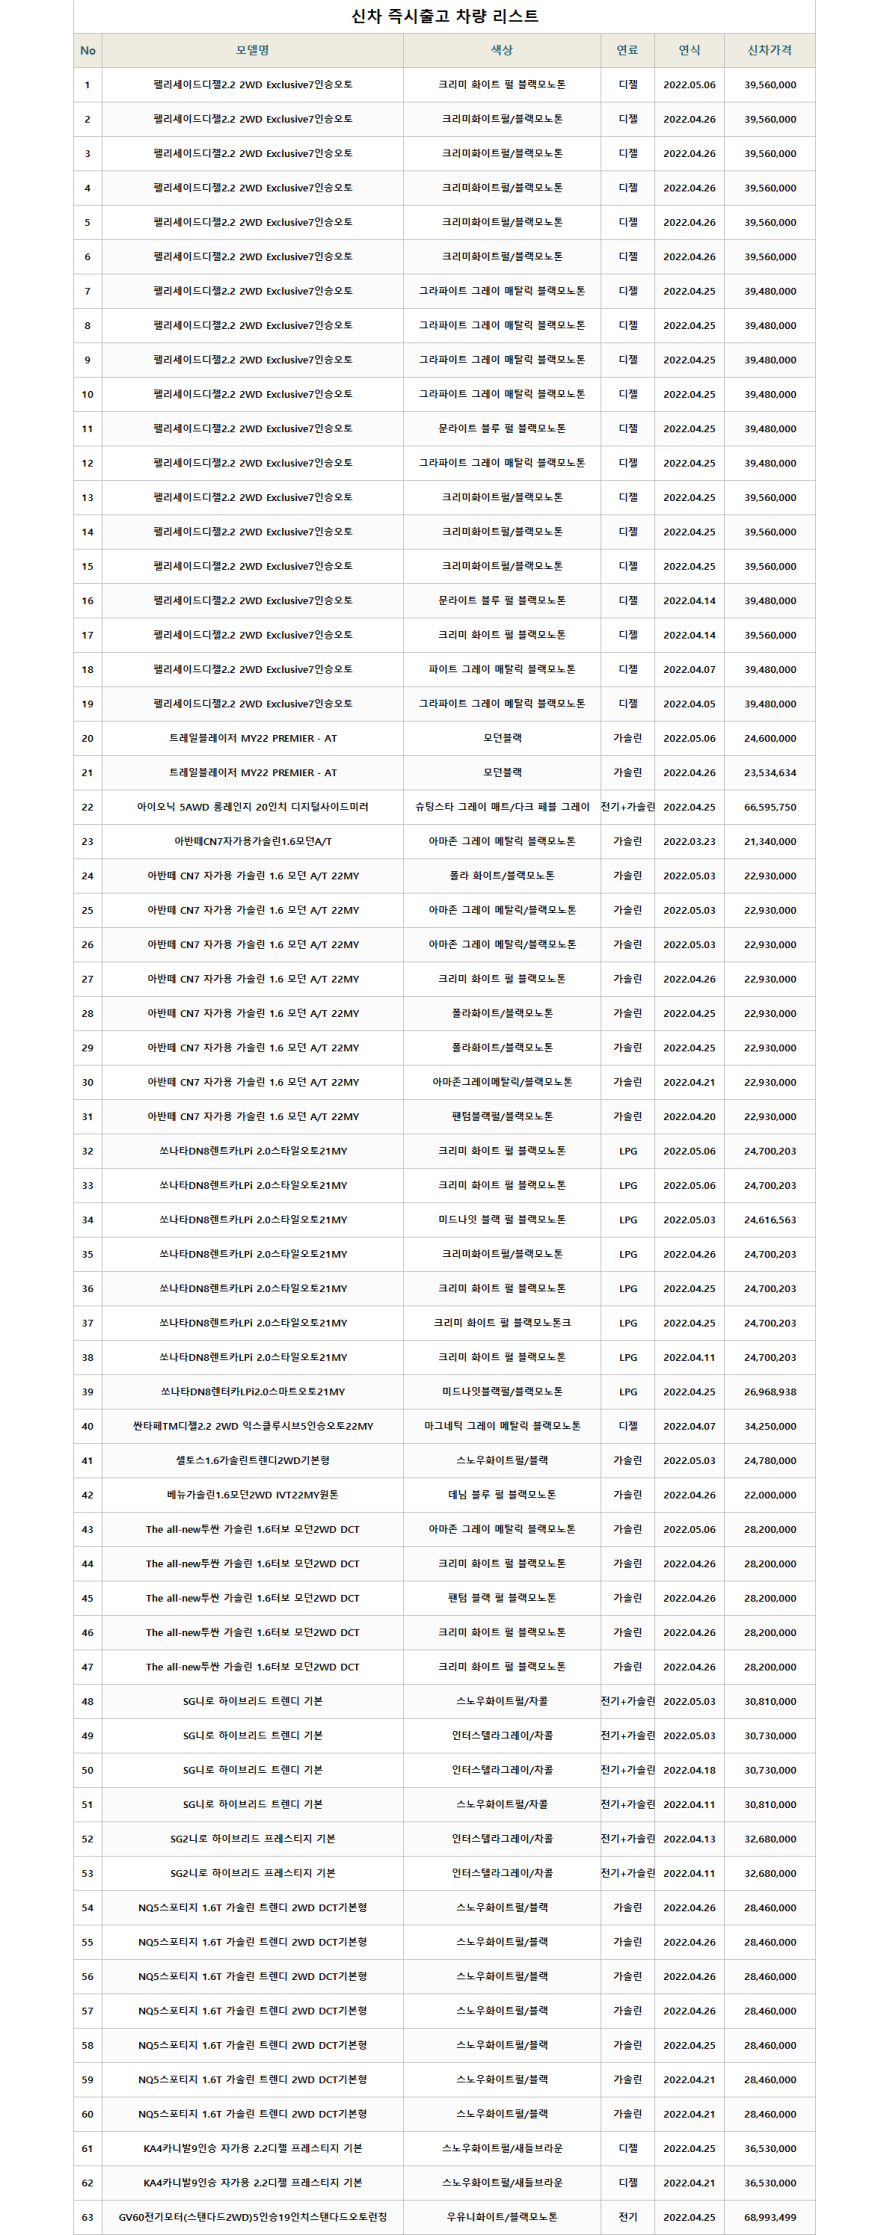 신차 즉시출고 차량 리스트
No 모델명 색상 연료 연식 신차가격
1 펠리세이드디젤2.2 2WD Exclusive7인승오토 크리미 화이트 펄 블랙모노톤 디젤 2022.05.06 39,560,000
2 펠리세이드디젤2.2 2WD Exclusive7인승오토 크리미화이트펄/블랙모노톤 디젤 2022.04.26 39,560,000
3 펠리세이드디젤2.2 2WD Exclusive7인승오토 크리미화이트펄/블랙모노톤 디젤 2022.04.26 39,560,000
4 펠리세이드디젤2.2 2WD Exclusive7인승오토 크리미화이트펄/블랙모노톤 디젤 2022.04.26 39,560,000
5 펠리세이드디젤2.2 2WD Exclusive7인승오토 크리미화이트펄/블랙모노톤 디젤 2022.04.26 39,560,000
6 펠리세이드디젤2.2 2WD Exclusive7인승오토 크리미화이트펄/블랙모노톤 디젤 2022.04.26 39,560,000
7 펠리세이드디젤2.2 2WD Exclusive7인승오토 그라파이트 그레이 매탈릭 블랙모노톤 디젤 2022.04.25 39,480,000
8 펠리세이드디젤2.2 2WD Exclusive7인승오토 그라파이트 그레이 매탈릭 블랙모노톤 디젤 2022.04.25 39,480,000
9 펠리세이드디젤2.2 2WD Exclusive7인승오토 그라파이트 그레이 매탈릭 블랙모노톤 디젤 2022.04.25 39,480,000
10 펠리세이드디젤2.2 2WD Exclusive7인승오토 그라파이트 그레이 매탈릭 블랙모노톤 디젤 2022.04.25 39,480,000
11 펠리세이드디젤2.2 2WD Exclusive7인승오토 문라이트 블루 펄 블랙모노톤 디젤 2022.04.25 39,480,000
12 펠리세이드디젤2.2 2WD Exclusive7인승오토 그라파이트 그레이 매탈릭 블랙모노톤 디젤 2022.04.25 39,480,000
13 펠리세이드디젤2.2 2WD Exclusive7인승오토 크리미화이트펄/블랙모노톤 디젤 2022.04.25 39,560,000
14 펠리세이드디젤2.2 2WD Exclusive7인승오토 크리미화이트펄/블랙모노톤 디젤 2022.04.25 39,560,000
15 펠리세이드디젤2.2 2WD Exclusive7인승오토 크리미화이트펄/블랙모노톤 디젤 2022.04.25 39,560,000
16 펠리세이드디젤2.2 2WD Exclusive7인승오토 문라이트 블루 펄 블랙모노톤 디젤 2022.04.14 39,480,000
17 펠리세이드디젤2.2 2WD Exclusive7인승오토 크리미 화이트 펄 블랙모노톤 디젤 2022.04.14 39,560,000
18 펠리세이드디젤2.2 2WD Exclusive7인승오토 파이트 그레이 매탈릭 블랙모노톤 디젤 2022.04.07 39,480,000
19 펠리세이드디젤2.2 2WD Exclusive7인승오토 그라파이트 그레이 메탈릭 블랙모노톤 디젤 2022.04.05 39,480,000
20 트레일블레이저 MY22 PREMIER - AT 모던블랙 가솔린 2022.05.06 24,600,000
21 트레일블레이저 MY22 PREMIER - AT 모던블랙 가솔린 2022.04.26 23,534,634
22 아이오닉 5AWD 롱레인지 20인치 디지털사이드미러 슈팅스타 그레이 매트/다크 페블 그레이 전기+가솔린 2022.04.25 66,595,750
23 아반떼CN7자가용가솔린1.6모던A/T 아마존 그레이 메탈릭 블랙모노톤 가솔린 2022.03.23 21,340,000
24 아반떼 CN7 자가용 가솔린 1.6 모던 A/T 22MY 폴라 화이트/블랙모노톤 가솔린 2022.05.03 22,930,000
25 아반떼 CN7 자가용 가솔린 1.6 모던 A/T 22MY 아마존 그레이 메탈릭/블랙모노톤 가솔린 2022.05.03 22,930,000
26 아반떼 CN7 자가용 가솔린 1.6 모던 A/T 22MY 아마존 그레이 메탈릭/블랙모노톤 가솔린 2022.05.03 22,930,000
27 아반떼 CN7 자가용 가솔린 1.6 모던 A/T 22MY 크리미 화이트 펄 블랙모노톤 가솔린 2022.04.26 22,930,000
28 아반떼 CN7 자가용 가솔린 1.6 모던 A/T 22MY 폴라화이트/블랙모노톤 가솔린 2022.04.25 22,930,000
29 아반떼 CN7 자가용 가솔린 1.6 모던 A/T 22MY 폴라화이트/블랙모노톤 가솔린 2022.04.25 22,930,000
30 아반떼 CN7 자가용 가솔린 1.6 모던 A/T 22MY 아마존그레이메탈릭/블랙모노톤 가솔린 2022.04.21 22,930,000
31 아반떼 CN7 자가용 가솔린 1.6 모던 A/T 22MY 팬텀블랙펄/블랙모노톤 가솔린 2022.04.20 22,930,000
32 쏘나타DN8렌트카LPi 2.0스타일오토21MY 크리미 화이트 펄 블랙모노톤 LPG 2022.05.06 24,700,203
33 쏘나타DN8렌트카LPi 2.0스타일오토21MY 크리미 화이트 펄 블랙모노톤 LPG 2022.05.06 24,700,203
34 쏘나타DN8렌트카LPi 2.0스타일오토21MY 미드나잇 블랙 펄 블랙모노톤 LPG 2022.05.03 24,616,563
35 쏘나타DN8렌트카LPi 2.0스타일오토21MY 크리미화이트펄/블랙모노톤 LPG 2022.04.26 24,700,203
36 쏘나타DN8렌트카LPi 2.0스타일오토21MY 크리미 화이트 펄 블랙모노톤 LPG 2022.04.25 24,700,203
37 쏘나타DN8렌트카LPi 2.0스타일오토21MY 크리미 화이트 펄 블랙모노톤크 LPG 2022.04.25 24,700,203
38 쏘나타DN8렌트카LPi 2.0스타일오토21MY 크리미 화이트 펄 블랙모노톤 LPG 2022.04.11 24,700,203
39 쏘나타DN8렌터카LPi2.0스마트오토21MY 미드나잇블랙펄/블랙모노톤 LPG 2022.04.25 26,968,938
40 싼타페TM디젤2.2 2WD 익스클루시브5인승오토22MY 마그네틱 그레이 메탈릭 블랙모노톤 디젤 2022.04.07 34,250,000
41 셀토스1.6가솔린트렌디2WD기본형 스노우화이트펄/블랙 가솔린 2022.05.03 24,780,000
42 베뉴가솔린1.6모던2WD IVT22MY원톤 데님 블루 펄 블랙모노톤 가솔린 2022.04.26 22,000,000
43 The all-new투싼 가솔린 1.6터보 모던2WD DCT 아마존 그레이 메탈릭 블랙모노톤 가솔린 2022.05.06 28,200,000
44 The all-new투싼 가솔린 1.6터보 모던2WD DCT 크리미 화이트 펄 블랙모노톤 가솔린 2022.04.26 28,200,000
45 The all-new투싼 가솔린 1.6터보 모던2WD DCT 팬텀 블랙 펄 블랙모노톤 가솔린 2022.04.26 28,200,000
46 The all-new투싼 가솔린 1.6터보 모던2WD DCT 크리미 화이트 펄 블랙모노톤 가솔린 2022.04.26 28,200,000
47 The all-new투싼 가솔린 1.6터보 모던2WD DCT 크리미 화이트 펄 블랙모노톤 가솔린 2022.04.26 28,200,000
48 SG니로 하이브리드 트렌디 기본 스노우화이트펄/차콜 전기+가솔린 2022.05.03 30,810,000
49 SG니로 하이브리드 트렌디 기본 인터스텔라그레이/차콜 전기+가솔린 2022.05.03 30,730,000
50 SG니로 하이브리드 트렌디 기본 인터스텔라그레이/차콜 전기+가솔린 2022.04.18 30,730,000
51 SG니로 하이브리드 트렌디 기본 스노우화이트펄/차콜 전기+가솔린 2022.04.11 30,810,000
52 SG2니로 하이브리드 프레스티지 기본 인터스텔라그레이/차콜 전기+가솔린 2022.04.13 32,680,000
53 SG2니로 하이브리드 프레스티지 기본 인터스텔라그레이/차콜 전기+가솔린 2022.04.11 32,680,000
54 NQ5스포티지 1.6T 가솔린 트렌디 2WD DCT기본형 스노우화이트펄/블랙 가솔린 2022.04.26 28,460,000
55 NQ5스포티지 1.6T 가솔린 트렌디 2WD DCT기본형 스노우화이트펄/블랙 가솔린 2022.04.26 28,460,000
56 NQ5스포티지 1.6T 가솔린 트렌디 2WD DCT기본형 스노우화이트펄/블랙 가솔린 2022.04.26 28,460,000
57 NQ5스포티지 1.6T 가솔린 트렌디 2WD DCT기본형 스노우화이트펄/블랙 가솔린 2022.04.26 28,460,000
58 NQ5스포티지 1.6T 가솔린 트렌디 2WD DCT기본형 스노우화이트펄/블랙 가솔린 2022.04.25 28,460,000
59 NQ5스포티지 1.6T 가솔린 트렌디 2WD DCT기본형 스노우화이트펄/블랙 가솔린 2022.04.21 28,460,000
60 NQ5스포티지 1.6T 가솔린 트렌디 2WD DCT기본형 스노우화이트펄/블랙 가솔린 2022.04.21 28,460,000
61 KA4카니발9인승 자가용 2.2디젤 프레스티지 기본 스노우화이트펄/새들브라운 디젤 2022.04.25 36,530,000
62 KA4카니발9인승 자가용 2.2디젤 프레스티지 기본 스노우화이트펄/새들브라운 디젤 2022.04.21 36,530,000
63 GV60전기모터(스탠다드2WD)5인승19인치스탠다드오토런칭 우유니화이트/블랙모노톤 전기 2022.04.25 68,993,499